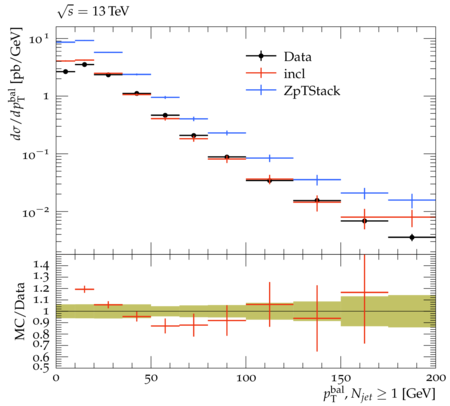 √s = 13 TeV
dσ/dp_T^bal [pb/GeV]
10^1
1
10^−1
10^−2
Data
incl
ZpTStack
MC/Data
1.4
1.3
1.2
1.1
1
0.9
0.8
0.7
0.6
0.5
0
50
100
150
200
p_T^bal, N_jet ≥ 1 [GeV]